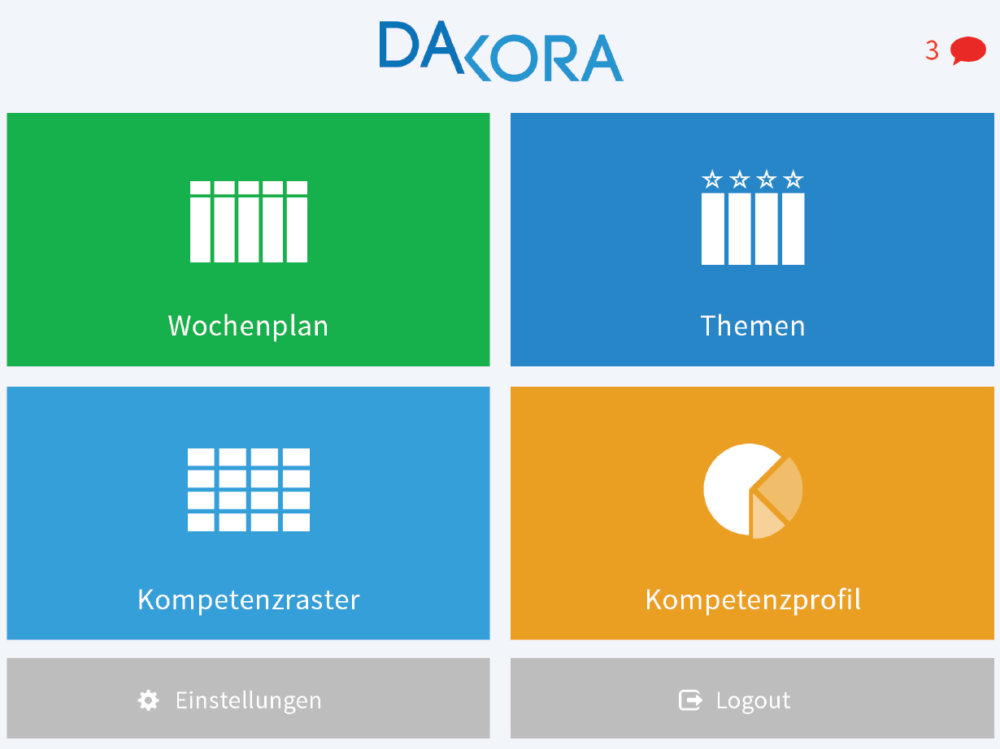 DAKORA
3
Wochenplan
Themen
Kompetenzraster
Kompetenzprofil
Einstellungen
Logout